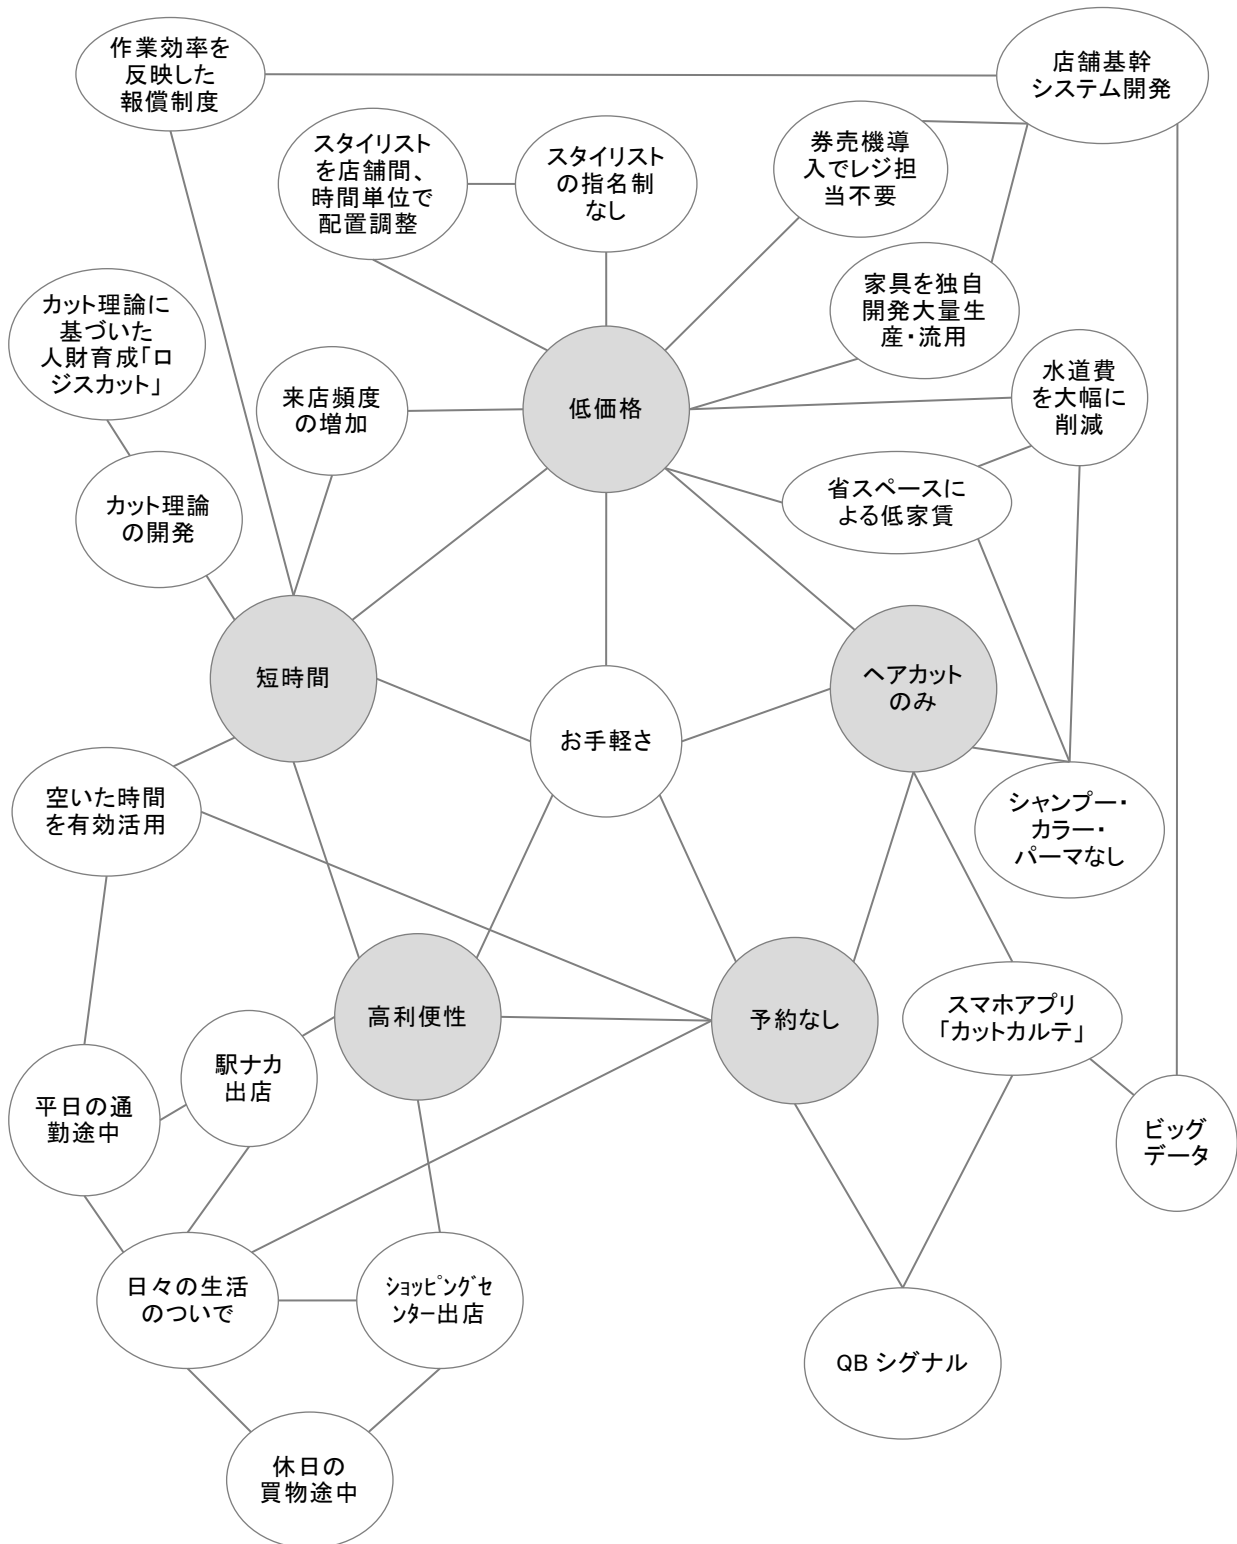 作業効率を
反映した
報償制度
店舗基幹
システム開発
スタイリスト
を店舗間、
時間単位で
配置調整
スタイリスト
の指名制
なし
券売機導
入でレジ担
当不要
家具を独自
開発大量生
産・流用
カット理論に
基づいた
人財育成「ロ
ジスカット」
来店頻度
の増加
低価格
水道費
を大幅に
削減
カット理論
の開発
省スペースに
よる低家賃
短時間
ヘアカット
のみ
お手軽さ
空いた時間
を有効活用
シャンプー・
カラー・
パーマなし
高利便性
予約なし
スマホアプリ
「カットカルテ」
駅ナカ
出店
平日の通
勤途中
ビッグ
データ
日々の生活
のついで
ショッピングセ
ンター出店
QB シグナル
休日の
買物途中